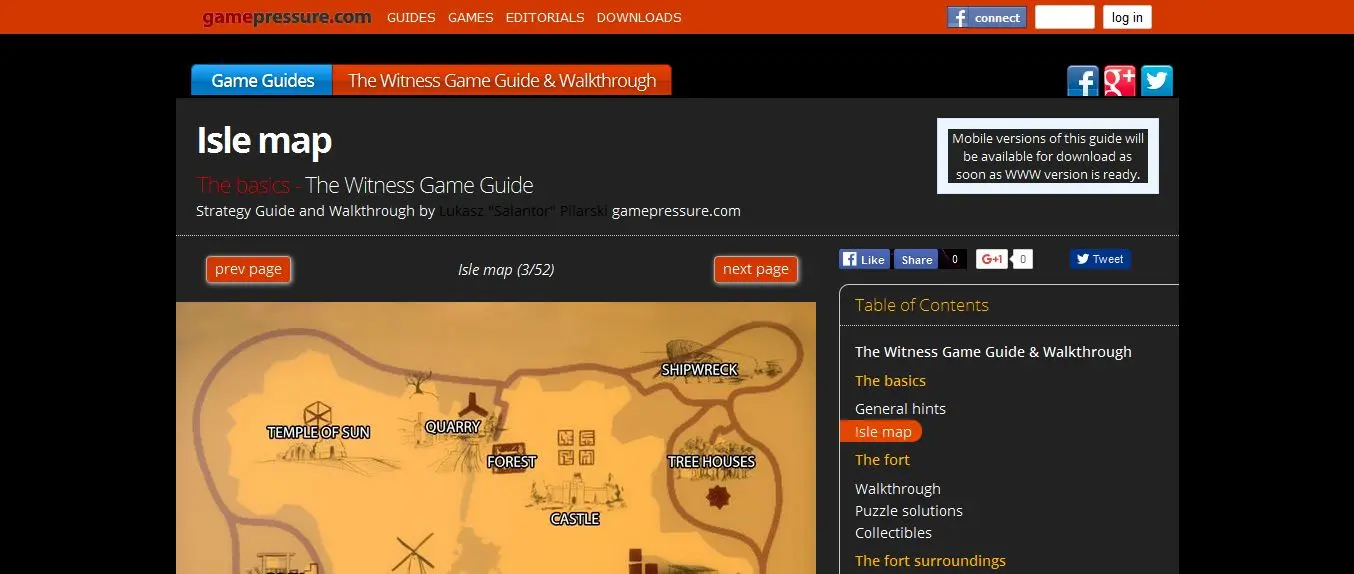 gamepressure.com GUIDES GAMES EDITORIALS DOWNLOADS
f connect
log in
Game Guides The Witness Game Guide & Walkthrough
f g+
Isle map
The basics - The Witness Game Guide
Strategy Guide and Walkthrough by Lukasz "Salantor" Pilarski gamepressure.com
Mobile versions of this guide will
be available for download as
soon as WWW version is ready.
prev page Isle map (3/52) next page
f Like Share 0 G+1 0 Tweet
SHIPWRECK
TEMPLE OF SUN
QUARRY
FOREST
TREE HOUSES
CASTLE
Table of Contents
The Witness Game Guide & Walkthrough
The basics
General hints
Isle map
The fort
Walkthrough
Puzzle solutions
Collectibles
The fort surroundings